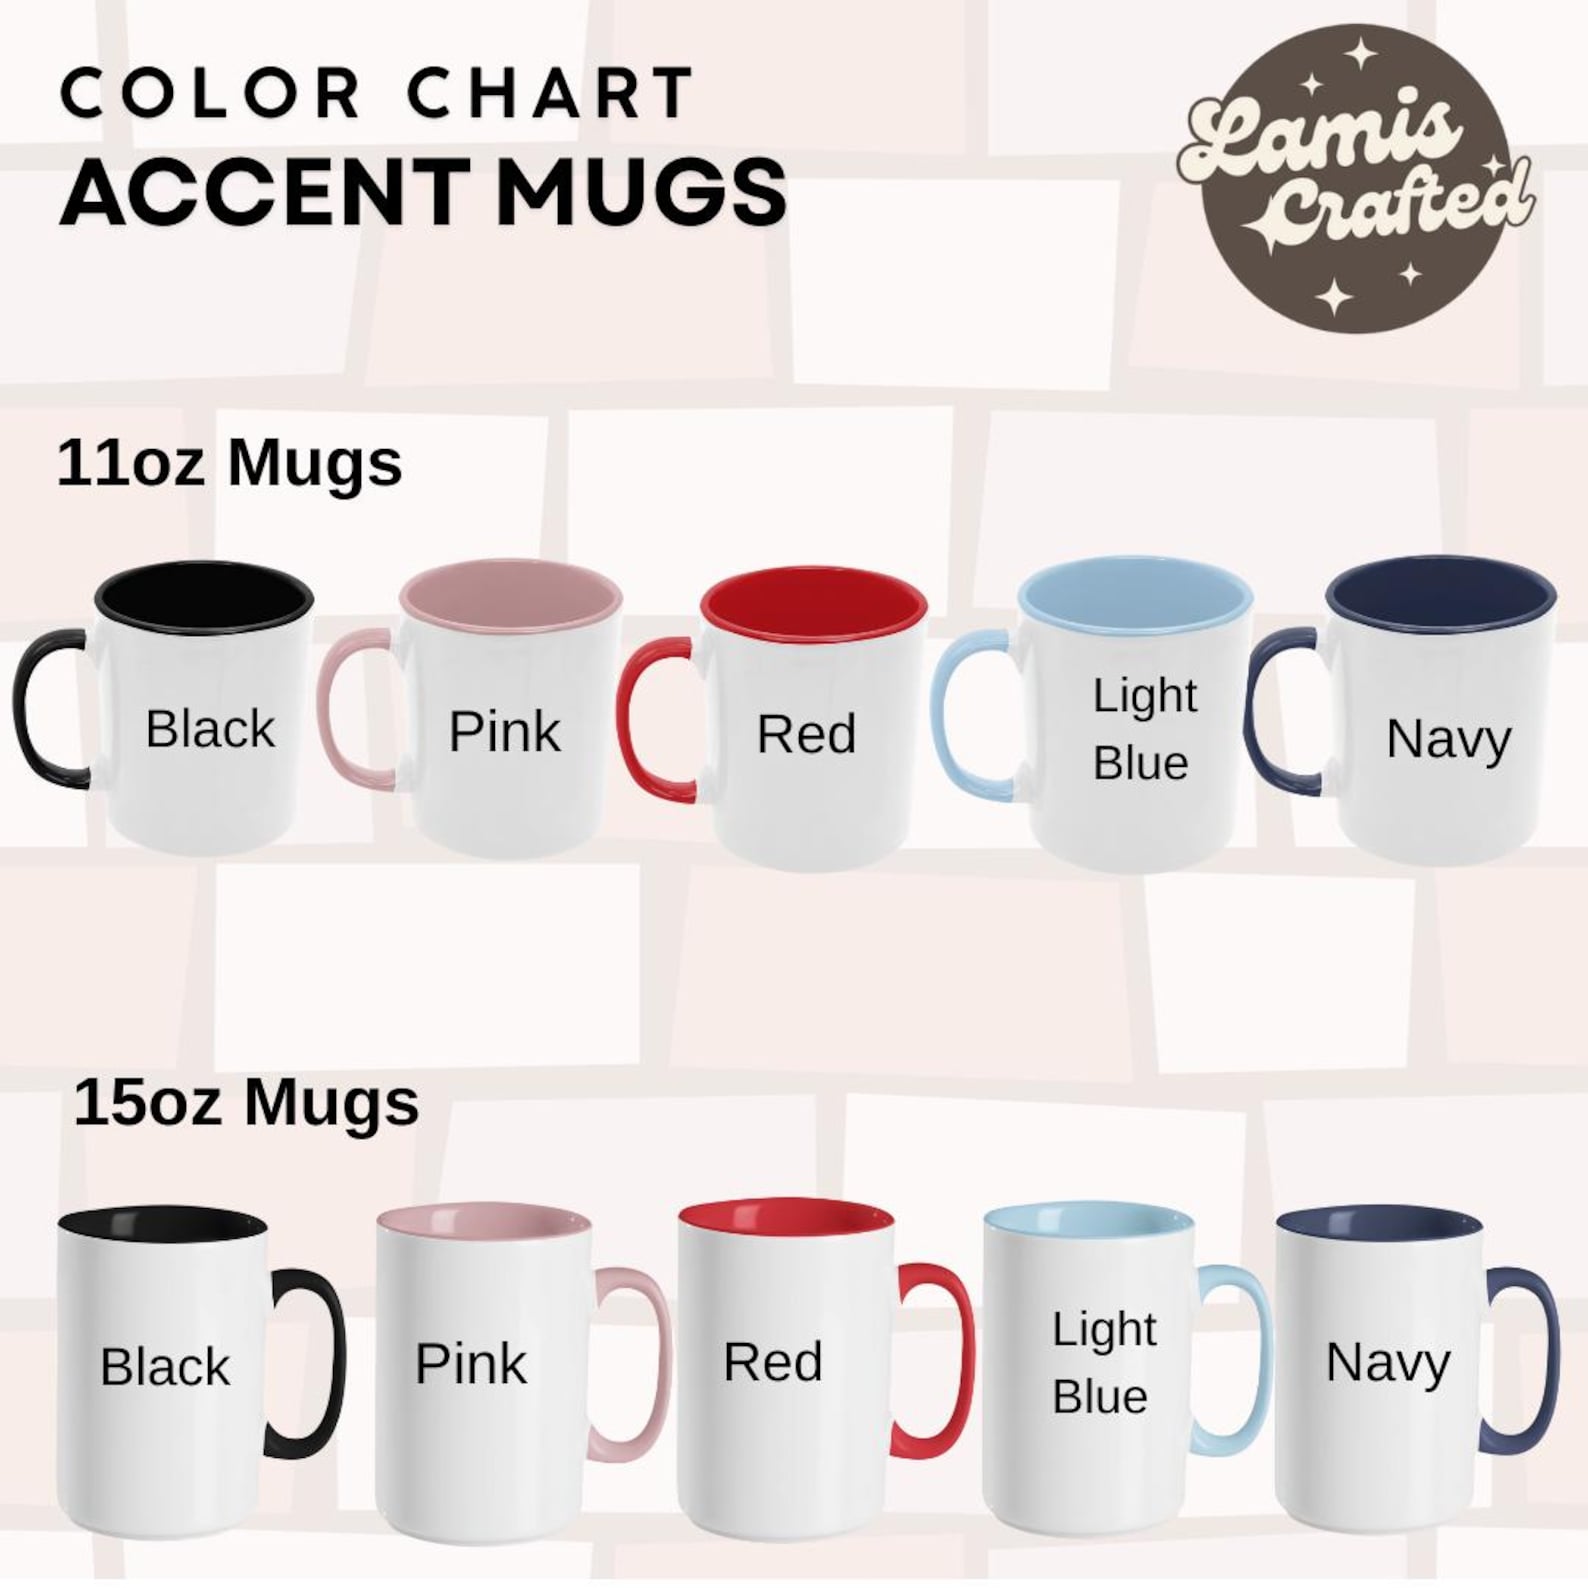 COLOR CHART
ACCENT MUGS
Lamis
Crafted
11oz Mugs
Black
Pink
Red
Light
Blue
Navy
15oz Mugs
Black
Pink
Red
Light
Blue
Navy